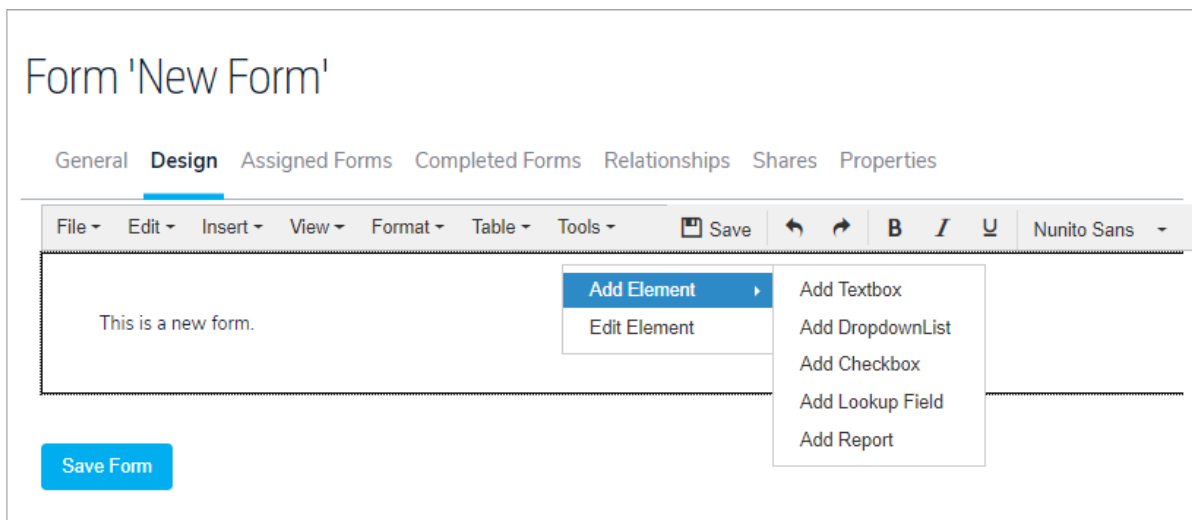 Form 'New Form'
General Design Assigned Forms Completed Forms Relationships Shares Properties
File Edit Insert View Format Table Tools Save B I U Nunito Sans
This is a new form.
Add Element
Edit Element
Add Textbox
Add DropdownList
Add Checkbox
Add Lookup Field
Add Report
Save Form